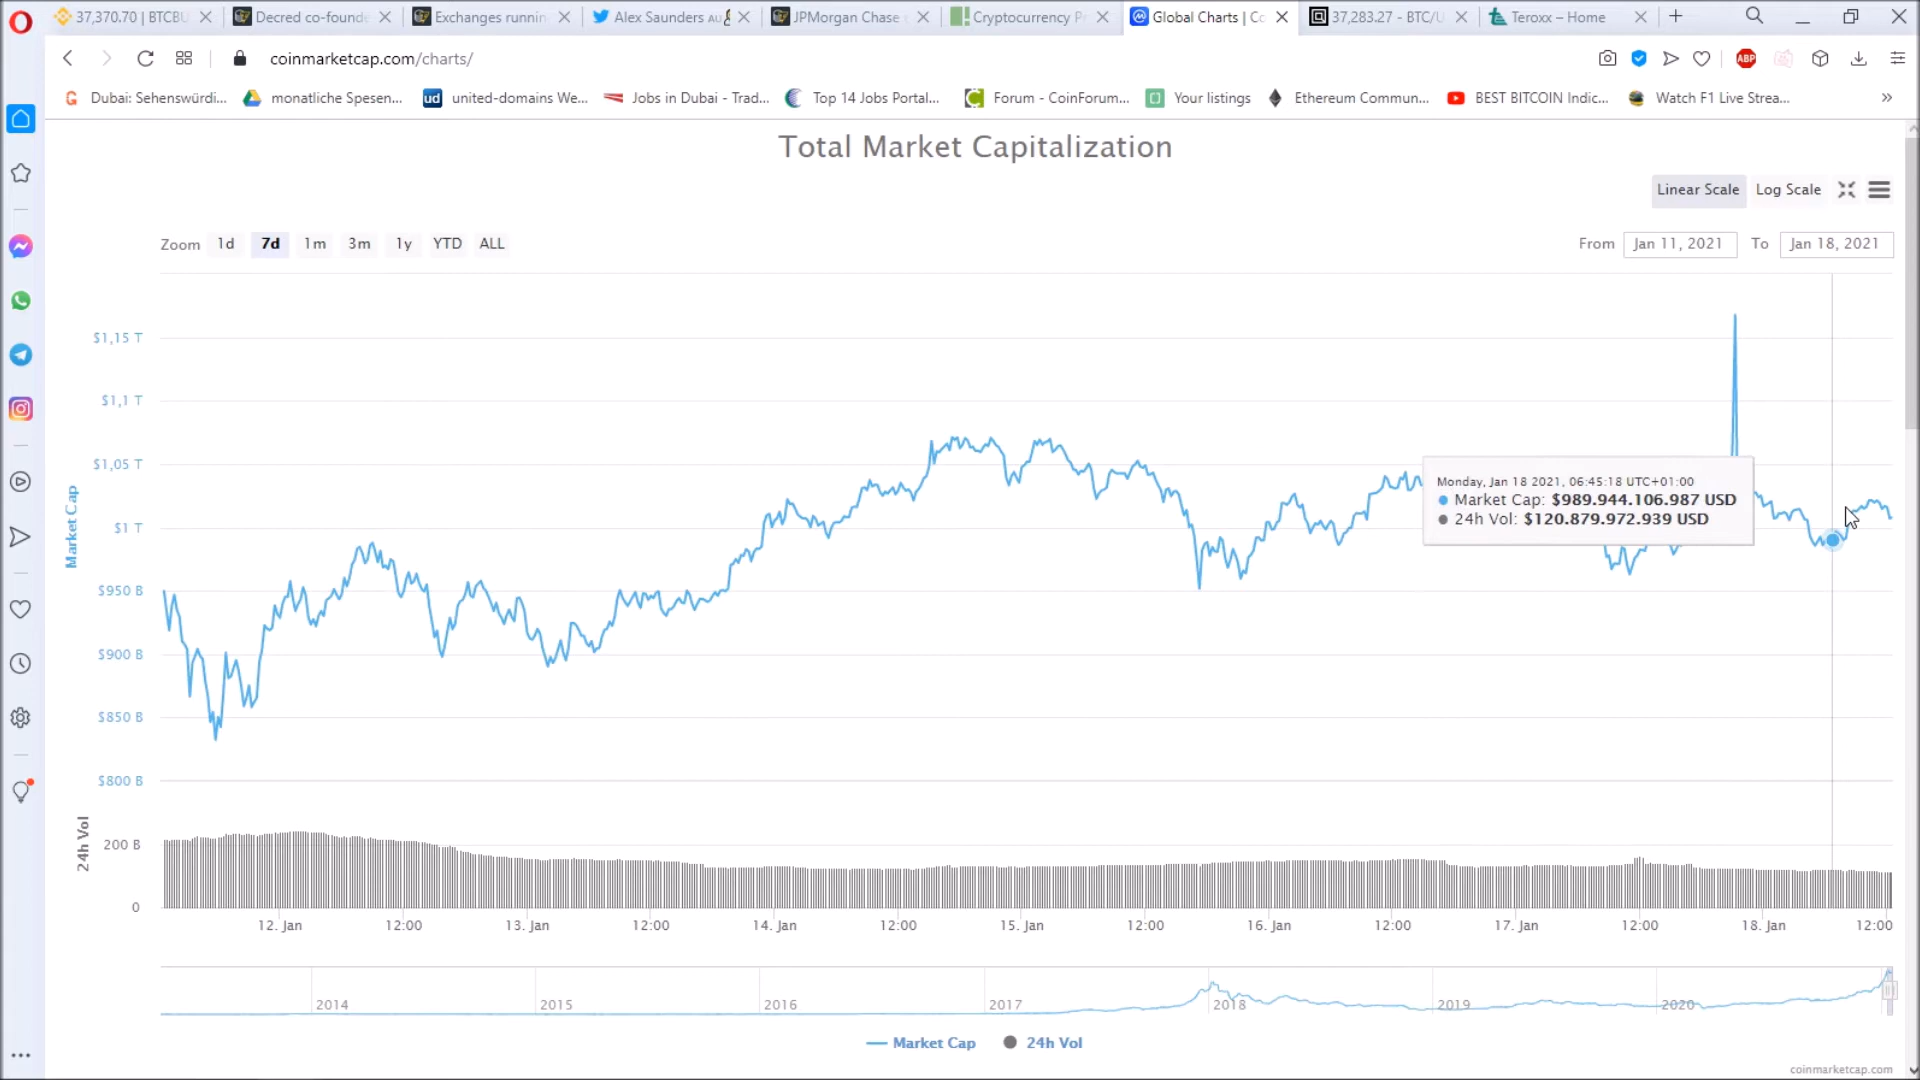 37,370.70 | BTCBU
Decred co-founde
Exchanges runnin
Alex Saunders AU
JPMorgan Chase
Cryptocurrency P
Global Charts | Co
37,283.27 - BTC/U
Teroxx – Home
coinmarketcap.com/charts/
ABP
Dubai: Sehenswürdi...
monatliche Spesen...
ud united-domains We...
Jobs in Dubai - Trad...
Top 14 Jobs Portal...
Forum - CoinForum...
Your listings
Ethereum Commun...
BEST BITCOIN Indic...
Watch F1 Live Strea...
Total Market Capitalization
Linear Scale Log Scale
Zoom 1d 7d 1m 3m 1y YTD ALL
From Jan 11, 2021 To Jan 18, 2021
$1,15 T
$1,1 T
$1,05 T
$1 T
$950 B
$900 B
$850 B
$800 B
Market Cap
Monday, Jan 18 2021, 06:45:18 UTC+01:00
Market Cap: $989.944.106.987 USD
24h Vol: $120.879.972.939 USD
24h Vol
200 B
0
12. Jan 12:00 13. Jan 12:00 14. Jan 12:00 15. Jan 12:00 16. Jan 12:00 17. Jan 12:00 18. Jan 12:00
2014 2015 2016 2017 2018 2019 2020
Market Cap 24h Vol
coinmarketcap.com